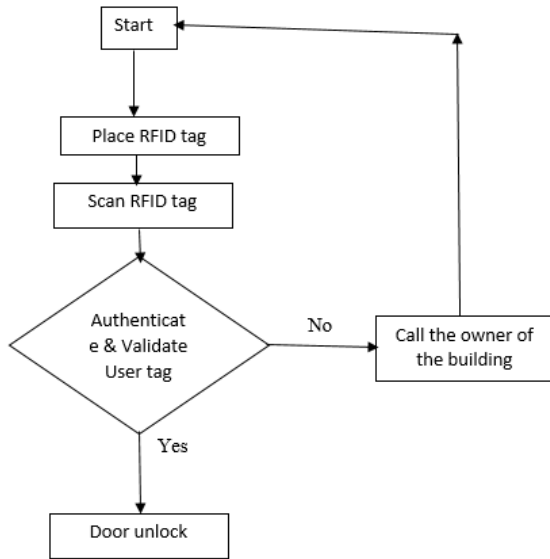 Start
Place RFID tag
Scan RFID tag
Authenticat
e & Validate
User tag
No
Call the owner of
the building
Yes
Door unlock